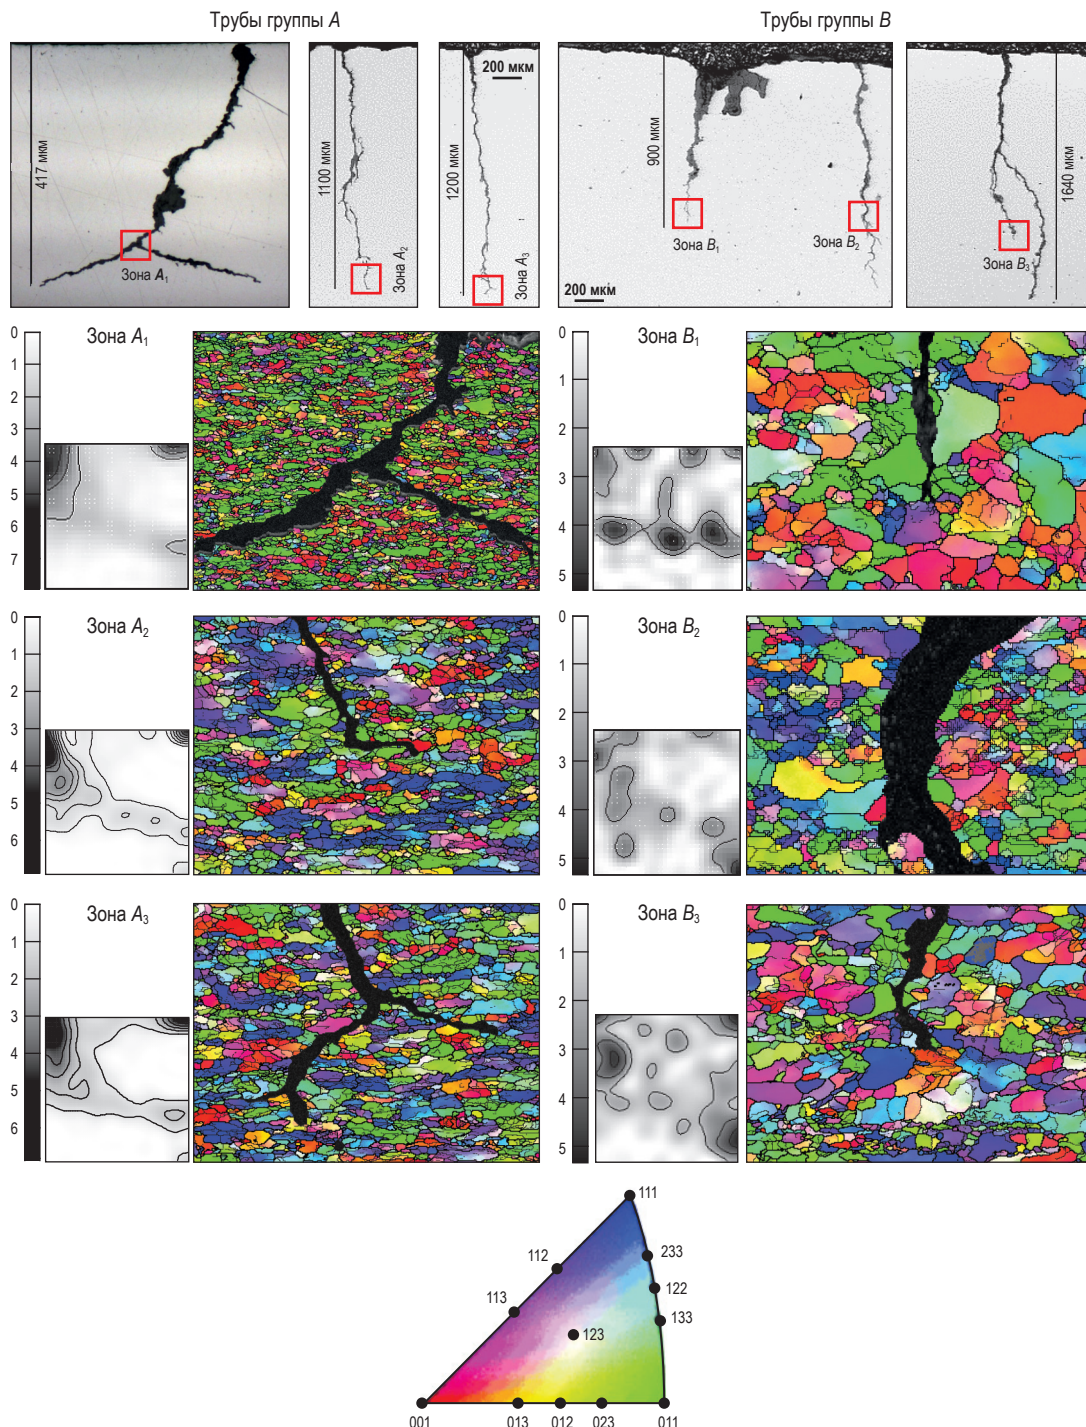 Трубы группы A
Трубы группы B
417 мкм
Зона A1
1100 мкм
Зона A2
1200 мкм
200 мкм
Зона A3
900 мкм
Зона B1
Зона B2
200 мкм
Зона B3
1640 мкм
Зона A1
0
1
2
3
4
5
6
7
Зона B1
0
1
2
3
4
5
Зона A2
0
1
2
3
4
5
6
Зона B2
0
1
2
3
4
5
Зона A3
0
1
2
3
4
5
6
Зона B3
0
1
2
3
4
5
111
233
112
122
113
133
123
001
013
012
023
011